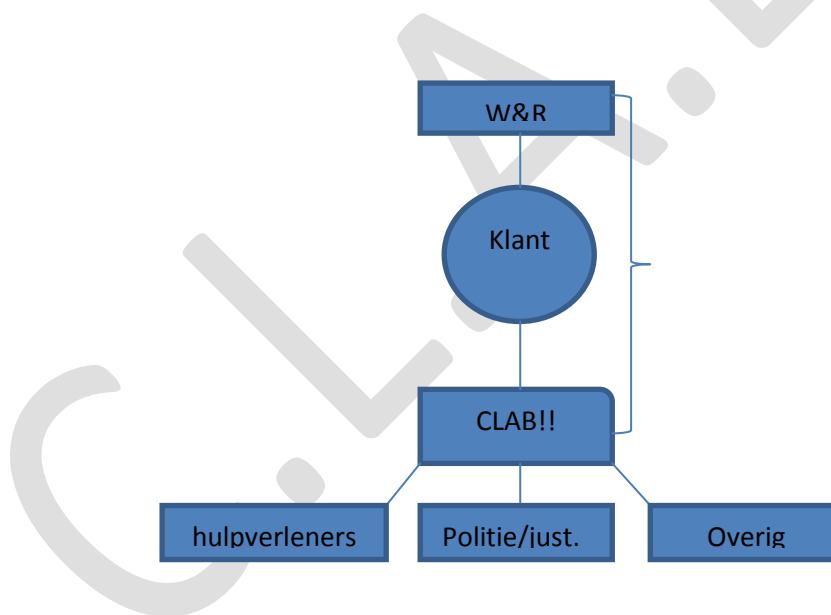 W&R
Klant
CLAB!!
hulpverleners
Politie/just.
Overig
C.L.A.